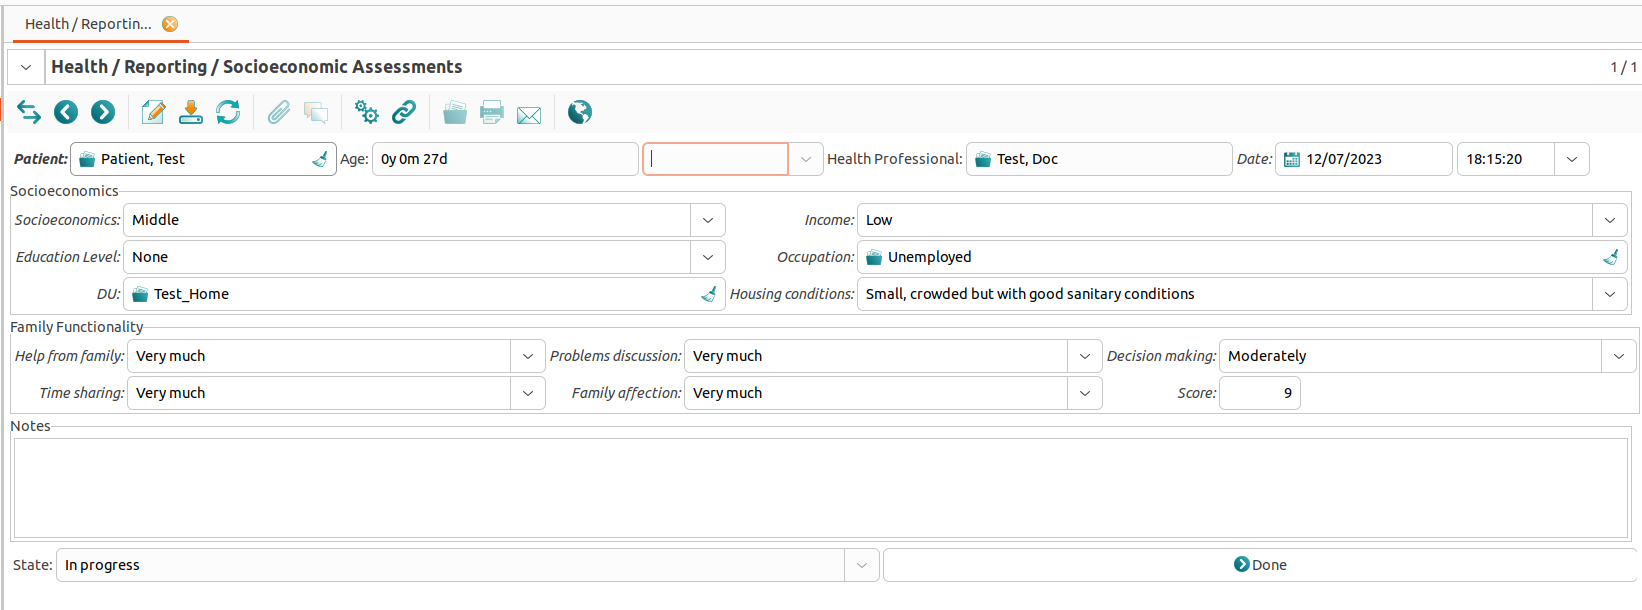 Health / Reportin...
Health / Reporting / Socioeconomic Assessments 1 / 1
Patient: Patient, Test Age: 0y 0m 27d Health Professional: Test, Doc Date: 12/07/2023 18:15:20
Socioeconomics
Socioeconomics: Middle Income: Low
Education Level: None Occupation: Unemployed
DU: Test_Home Housing conditions: Small, crowded but with good sanitary conditions
Family Functionality
Help from family: Very much Problems discussion: Very much Decision making: Moderately
Time sharing: Very much Family affection: Very much Score: 9
Notes
State: In progress Done